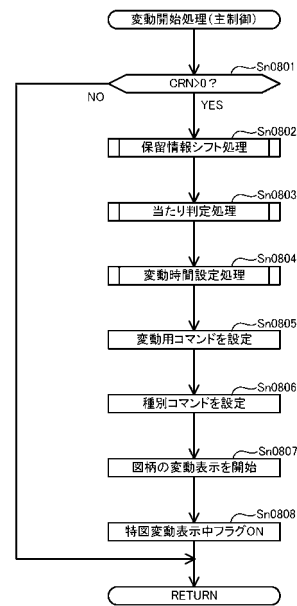 変動開始処理(主制御)
Sn0801
CRN>0?
NO
YES
Sn0802
保留情報シフト処理
Sn0803
当たり判定処理
Sn0804
変動時間設定処理
Sn0805
変動用コマンドを設定
Sn0806
種別コマンドを設定
Sn0807
図柄の変動表示を開始
Sn0808
特図変動表示中フラグON
RETURN